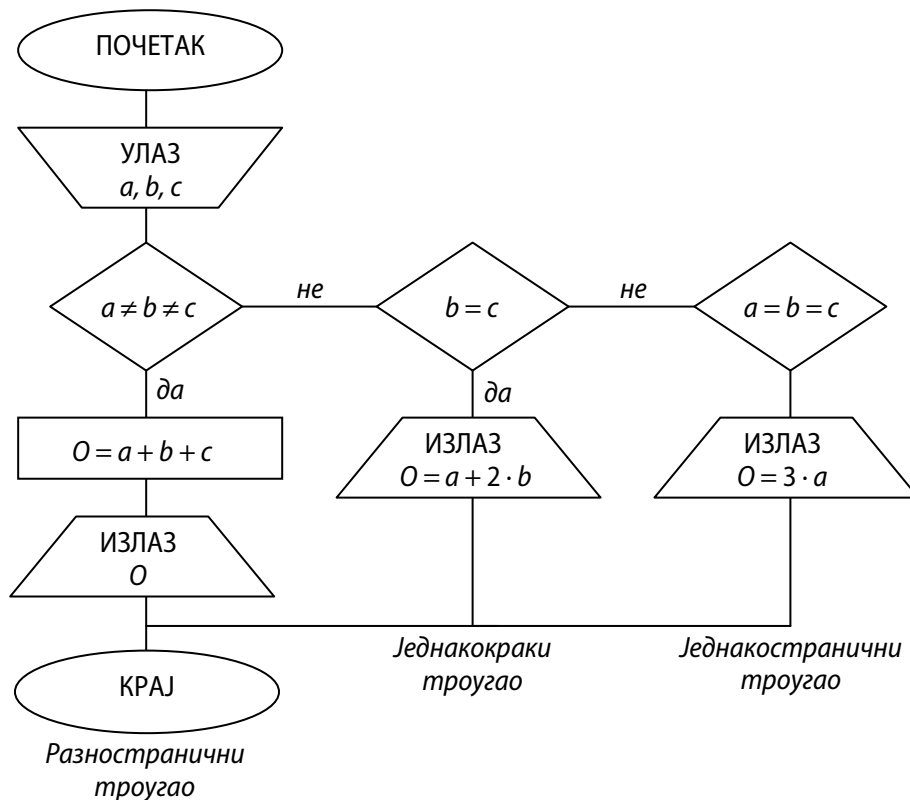 ПОЧЕТАК
УЛАЗ
a, b, c
a ≠ b ≠ c
не
b = c
не
a = b = c
да
да
O = a + b + c
ИЗЛАЗ
O = a + 2 · b
ИЗЛАЗ
O = 3 · a
ИЗЛАЗ
O
Једнакокраки
троугао
Једнакостранични
троугао
КРАЈ
Разностранични
троугао